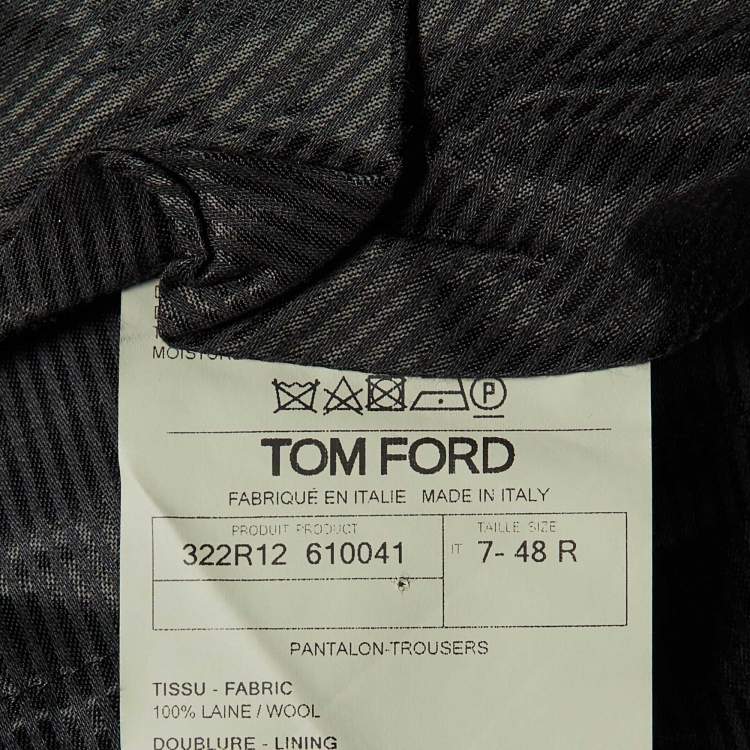 TOM FORD
FABRIQUÉ EN ITALIE MADE IN ITALY
PRODUIT PRODUCT
TAILLE SIZE
322R12 610041
IT 7- 48 R
PANTALON-TROUSERS
TISSU - FABRIC
100% LAINE / WOOL
DOUBLURE - LINING